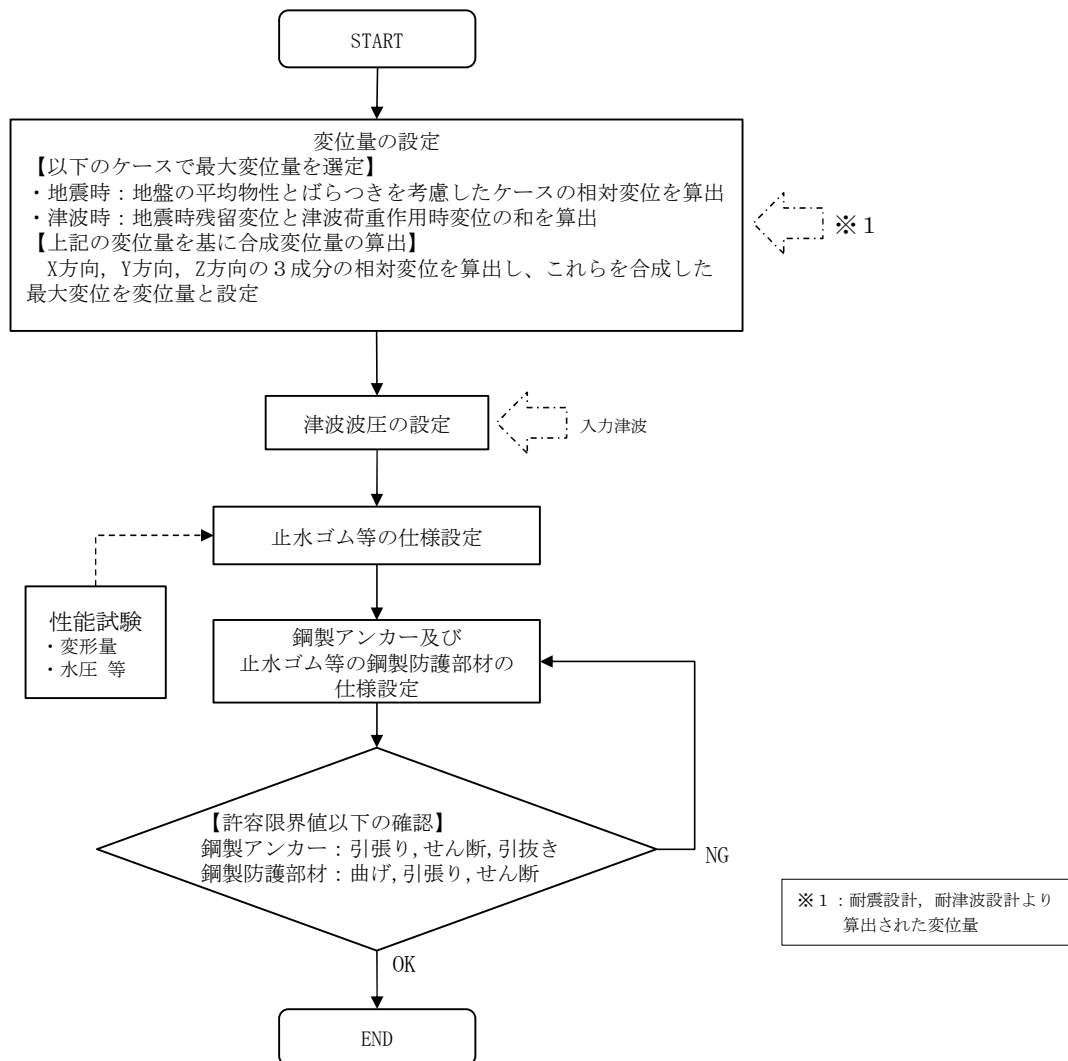 START
変位量の設定
【以下のケースで最大変位量を選定】
・地震時：地盤の平均物性とばらつきを考慮したケースの相対変位を算出
・津波時：地震時残留変位と津波荷重作用時変位の和を算出
【上記の変位量を基に合成変位量の算出】
X方向，Y方向，Z方向の３成分の相対変位を算出し、これらを合成した
最大変位を変位量と設定
※１
津波波圧の設定
入力津波
止水ゴム等の仕様設定
性能試験
・変形量
・水圧 等
鋼製アンカー及び
止水ゴム等の鋼製防護部材の
仕様設定
【許容限界値以下の確認】
鋼製アンカー：引張り，せん断，引抜き
鋼製防護部材：曲げ，引張り，せん断
NG
※１：耐震設計，耐津波設計より
算出された変位量
OK
END